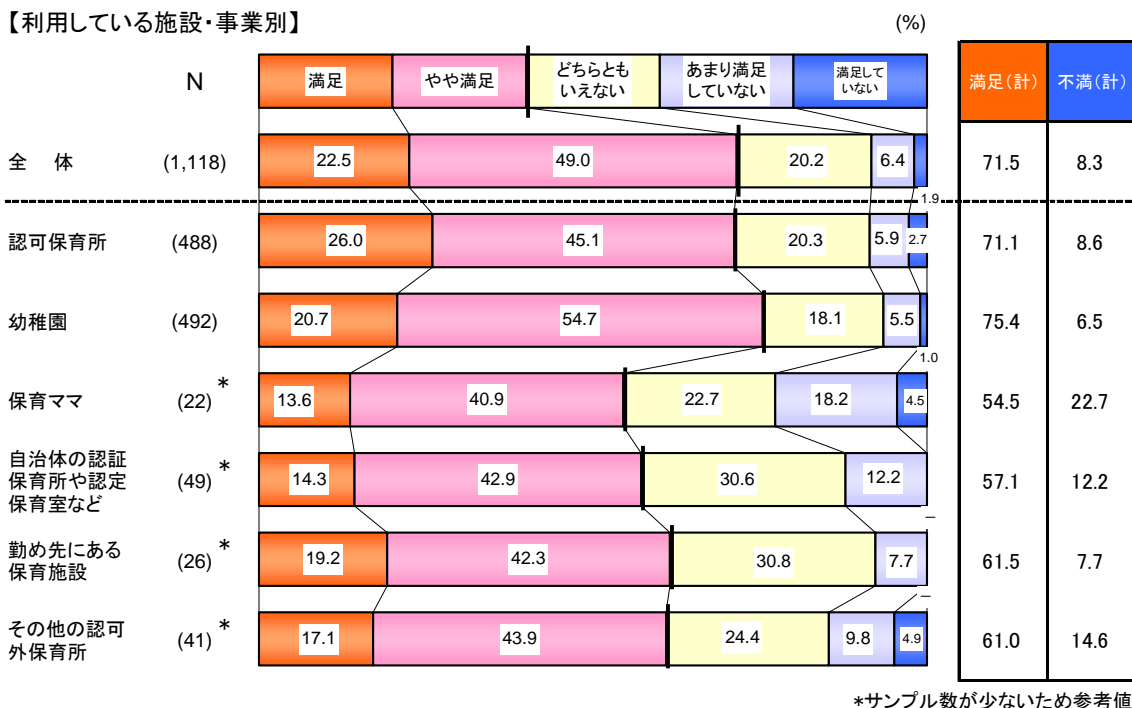 【利用している施設・事業別】 (%)
N 満足 やや満足 どちらとも あまり満足 満足して 満足(計) 不満(計)
いえない していない いない
全 体 (1,118) 22.5 49.0 20.2 6.4 71.5 8.3
1.9
認可保育所 (488) 26.0 45.1 20.3 5.9 2.7 71.1 8.6
幼稚園 (492) 20.7 54.7 18.1 5.5 75.4 6.5
1.0
保育ママ (22) * 13.6 40.9 22.7 18.2 4.5 54.5 22.7
自治体の認証
保育所や認定 (49) * 14.3 42.9 30.6 12.2 57.1 12.2
保育室など
－
勤め先にある
保育施設 (26) * 19.2 42.3 30.8 7.7 61.5 7.7
－
その他の認可
外保育所 (41) * 17.1 43.9 24.4 9.8 4.9 61.0 14.6
*サンプル数が少ないため参考値